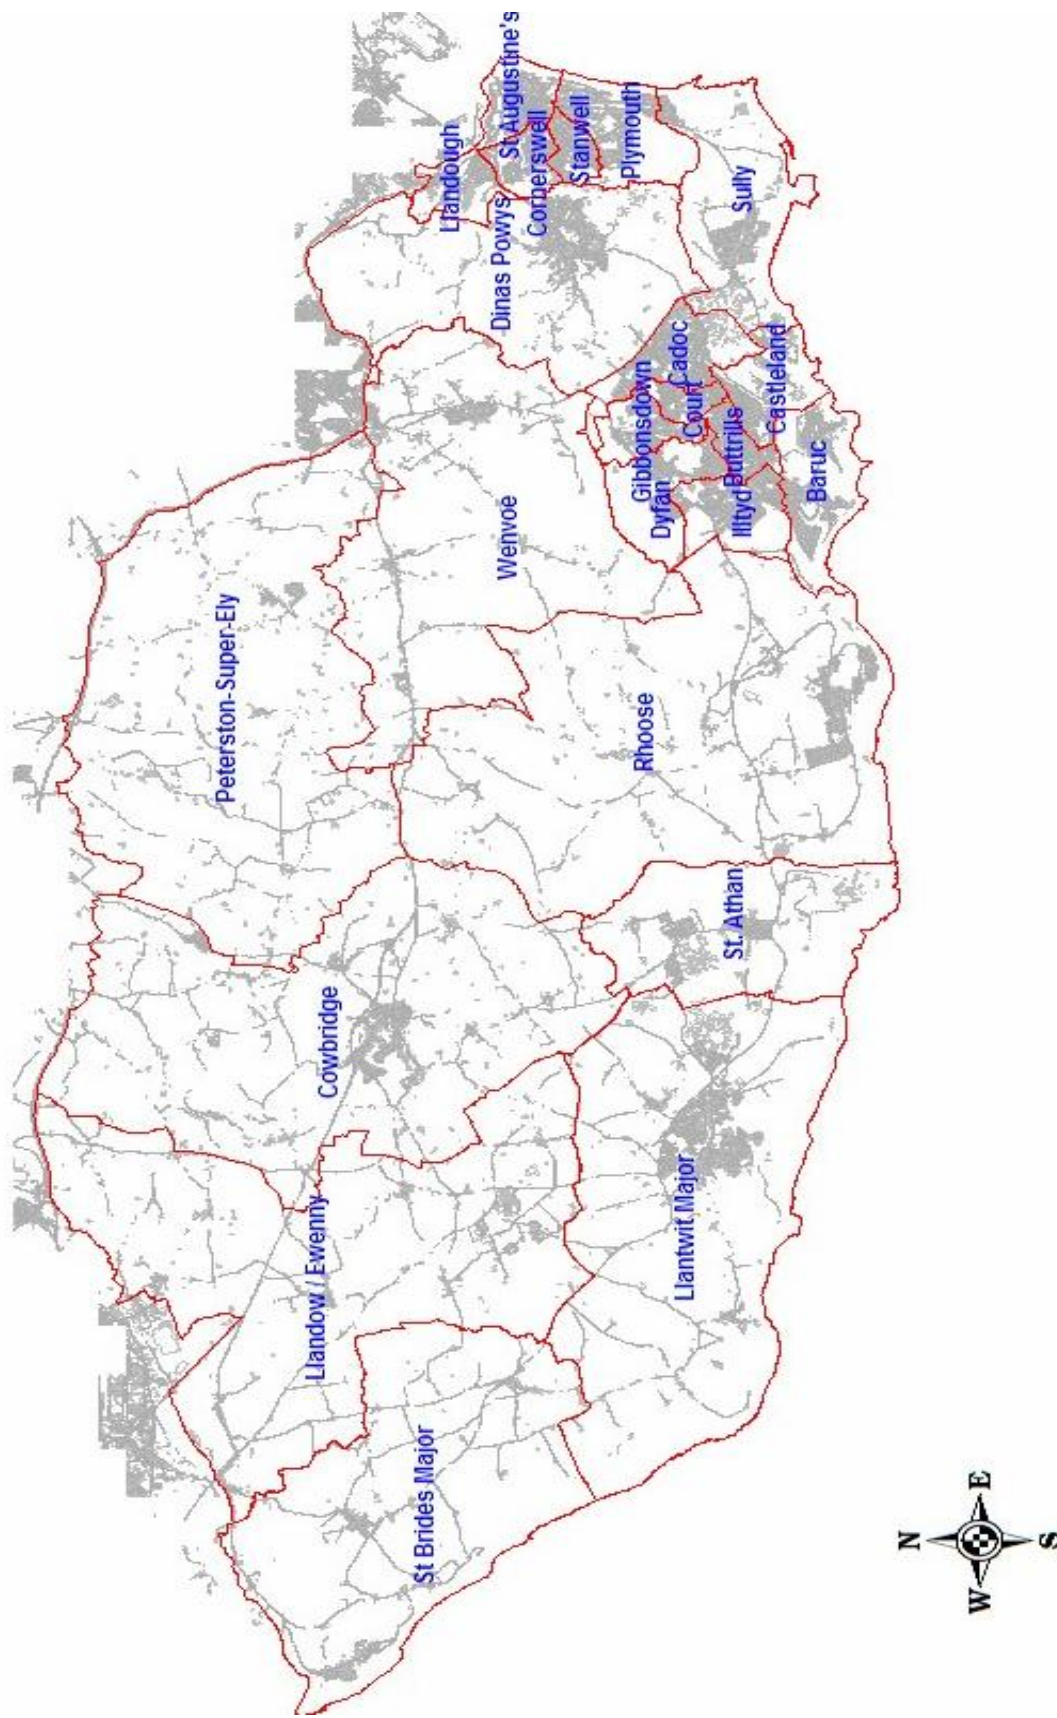 St Augustine's
Llandough
Cornerswell
Stanwell
Plymouth
Dinas Powys
Sully
Cadoc
Castleland
Gibbonsdown
Court
Buttrills
Dyfan
Illtyd
Baruc
Wenvoe
Peterston-Super-Ely
Rhoose
St. Athan
Cowbridge
Llantwit Major
Llandow / Ewenny
St Brides Major
N
W
E
S